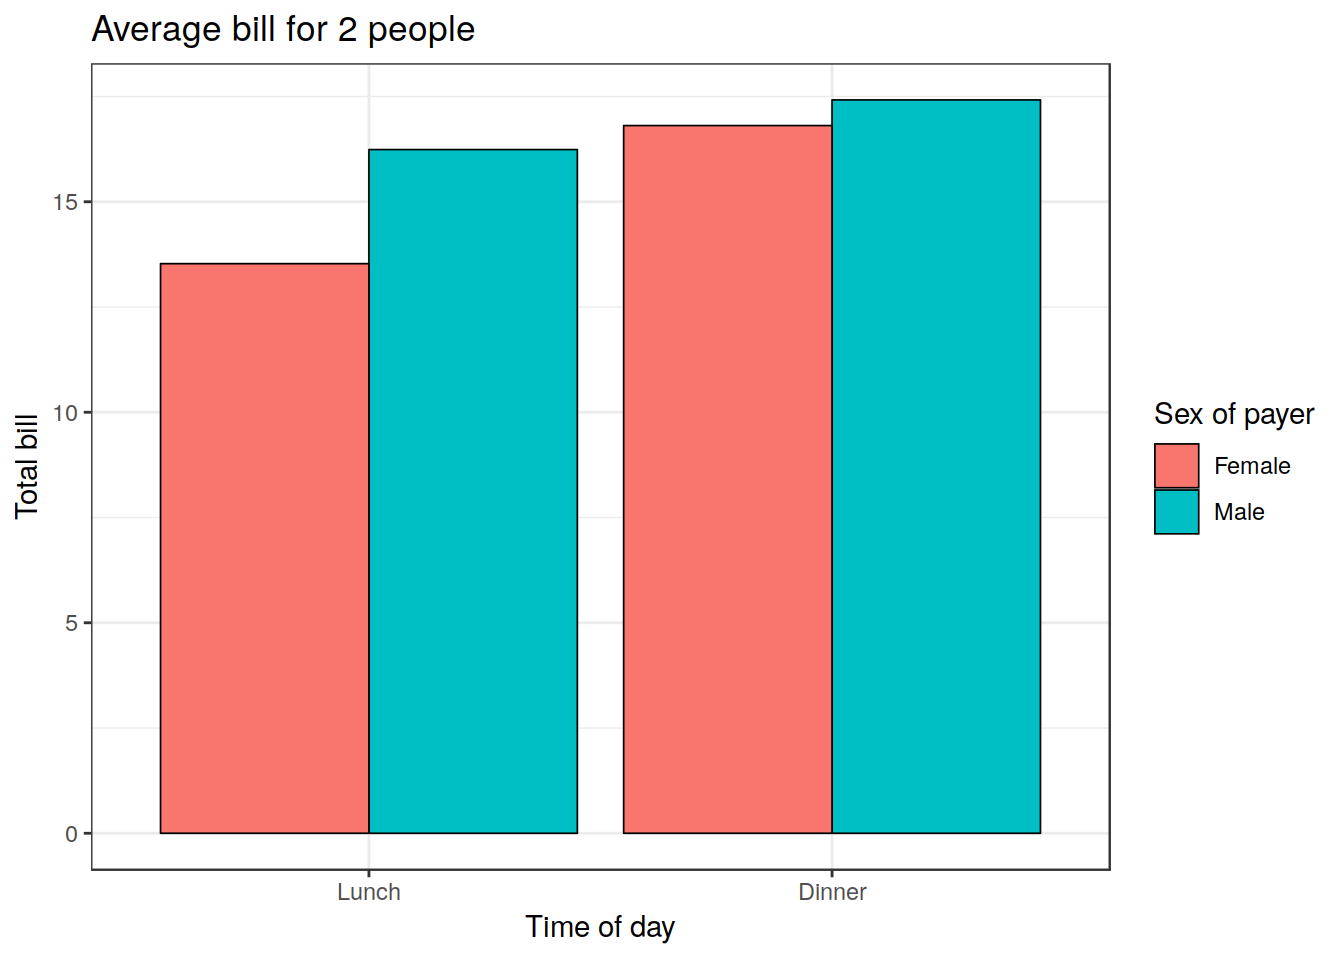 Average bill for 2 people
Total bill
15
10
5
0
Lunch
Dinner
Time of day
Sex of payer
Female
Male